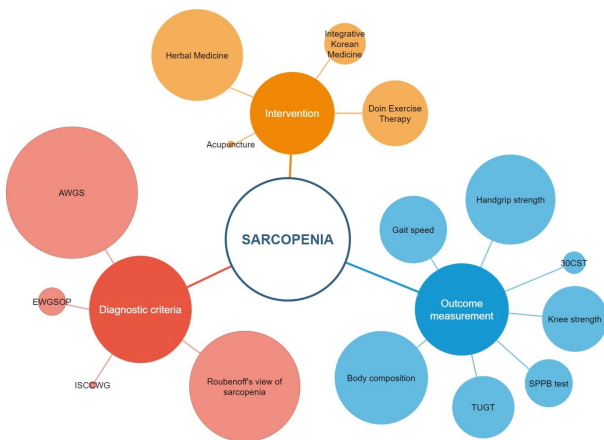 Herbal Medicine
Integrative
Korean
Medicine
Intervention
Doin Exercise
Therapy
Acupuncture
AWGS
SARCOPENIA
Gait speed
Handgrip strength
30CST
EWGSOP
Diagnostic criteria
Outcome
measurement
Knee strength
ISCCWG
Roubenoff's view of
sarcopenia
Body composition
TUGT
SPPB test